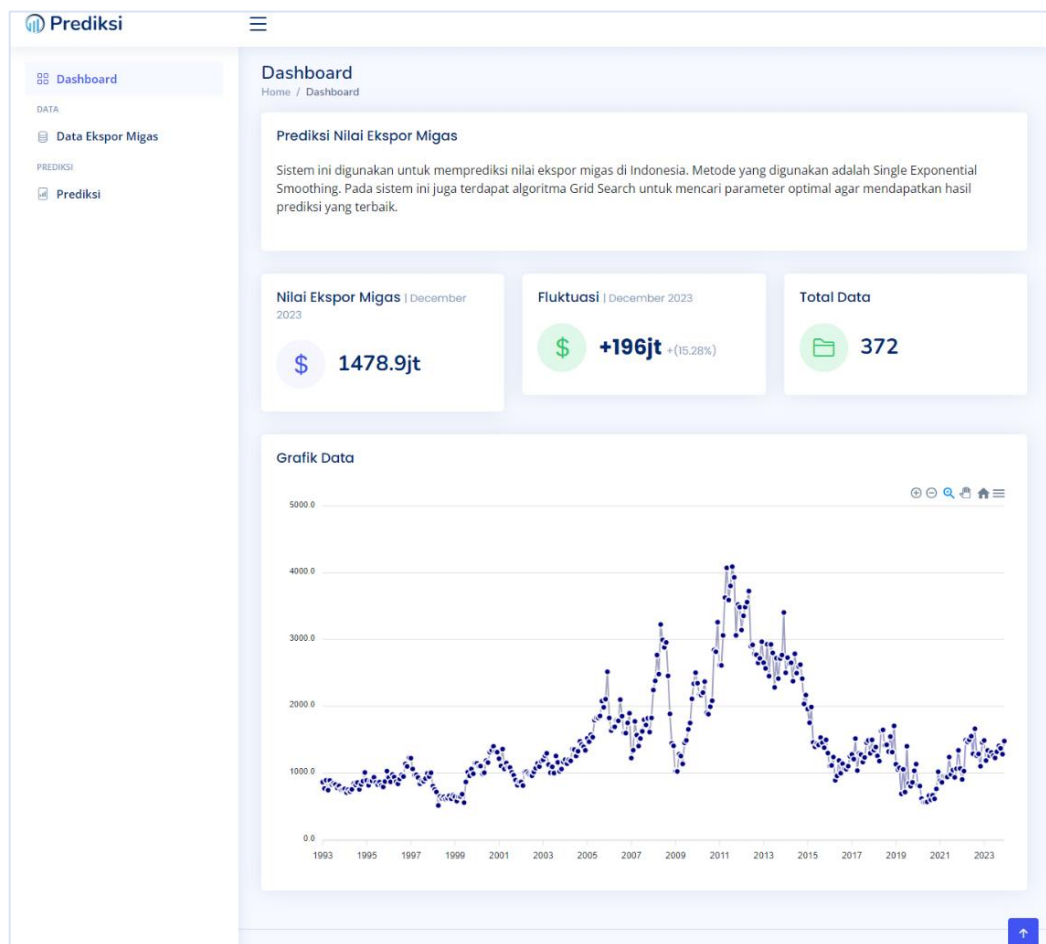 Prediksi
Dashboard
DATA
Data Ekspor Migas
PREDIKSI
Prediksi
Dashboard
Home / Dashboard
Prediksi Nilai Ekspor Migas
Sistem ini digunakan untuk memprediksi nilai ekspor migas di Indonesia. Metode yang digunakan adalah Single Exponential
Smoothing. Pada sistem ini juga terdapat algoritma Grid Search untuk mencari parameter optimal agar mendapatkan hasil
prediksi yang terbaik.
Nilai Ekspor Migas | December
2023
$ 1478.9jt
Fluktuasi | December 2023
$ +196jt +(15.28%)
Total Data
372
Grafik Data
5000.0
4000.0
3000.0
2000.0
1000.0
0.0
1993 1995 1997 1999 2001 2003 2005 2007 2009 2011 2013 2015 2017 2019 2021 2023